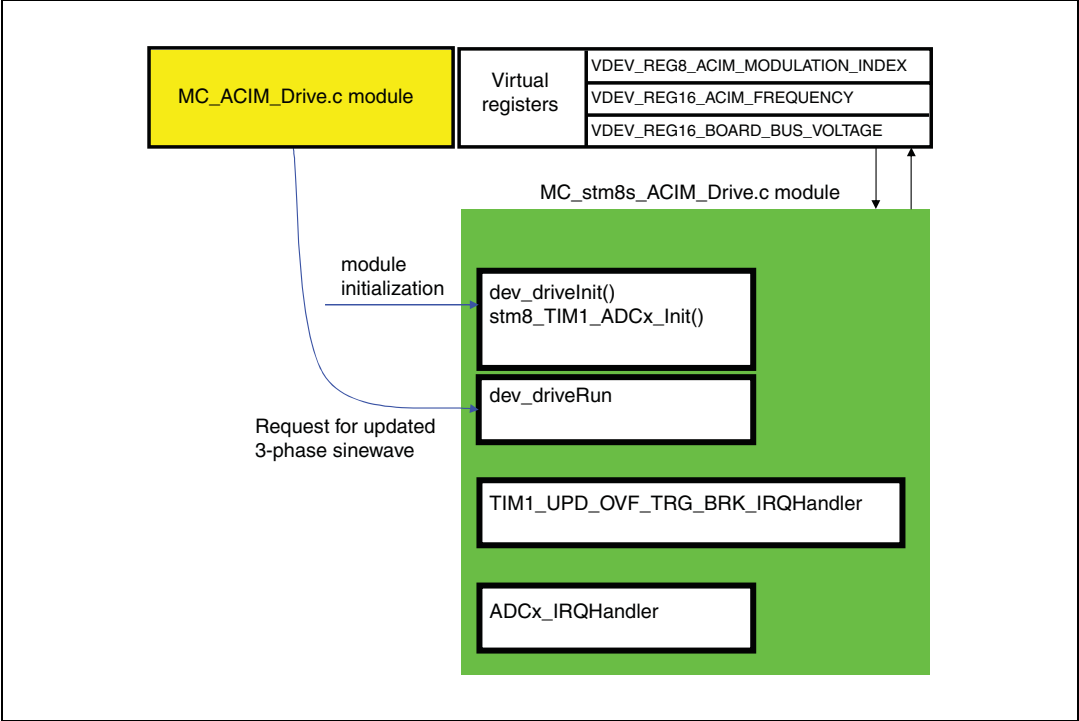 MC_ACIM_Drive.c module
Virtual
registers
VDEV_REG8_ACIM_MODULATION_INDEX
VDEV_REG16_ACIM_FREQUENCY
VDEV_REG16_BOARD_BUS_VOLTAGE
MC_stm8s_ACIM_Drive.c module
module
initialization
dev_driveInit()
stm8_TIM1_ADCx_Init()
dev_driveRun
Request for updated
3-phase sinewave
TIM1_UPD_OVF_TRG_BRK_IRQHandler
ADCx_IRQHandler